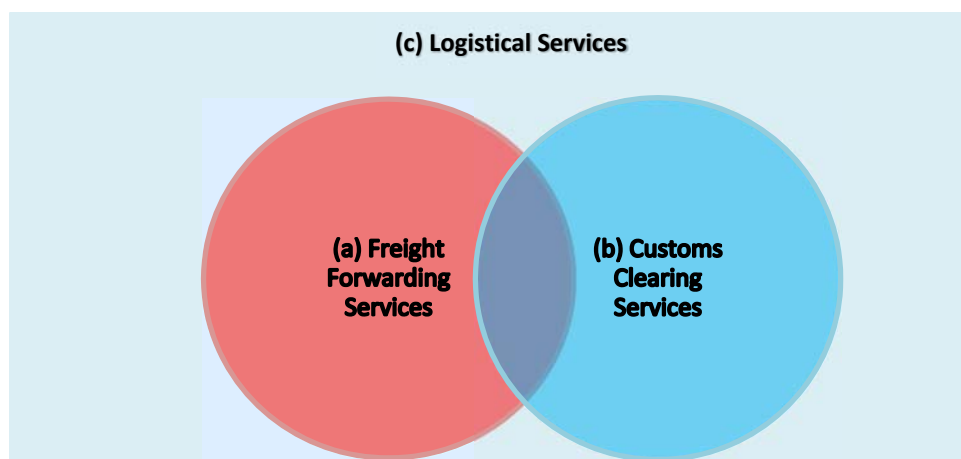 (c) Logistical Services
(a) Freight
Forwarding
Services
(b) Customs
Clearing
Services